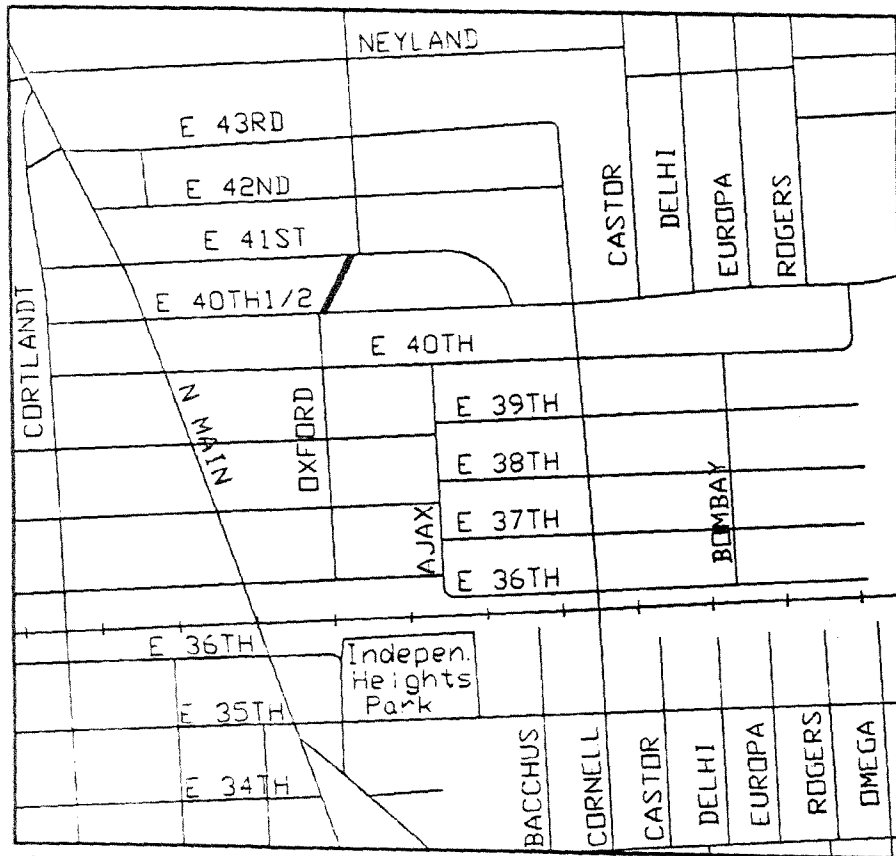 NEYLAND
E 43RD
E 42ND
E 41ST
E 40TH1/2
E 40TH
CORTLANDT
N MAIN
OXFORD
AJAX
E 39TH
E 38TH
E 37TH
E 36TH
BOMBAY
CASTOR
DELHI
EUROPA
ROGERS
E 36TH
E 35TH
E 34TH
Indepen.
Heights
Park
BACCHUS
CORNELL
CASTOR
DELHI
EUROPA
ROGERS
OMEGA